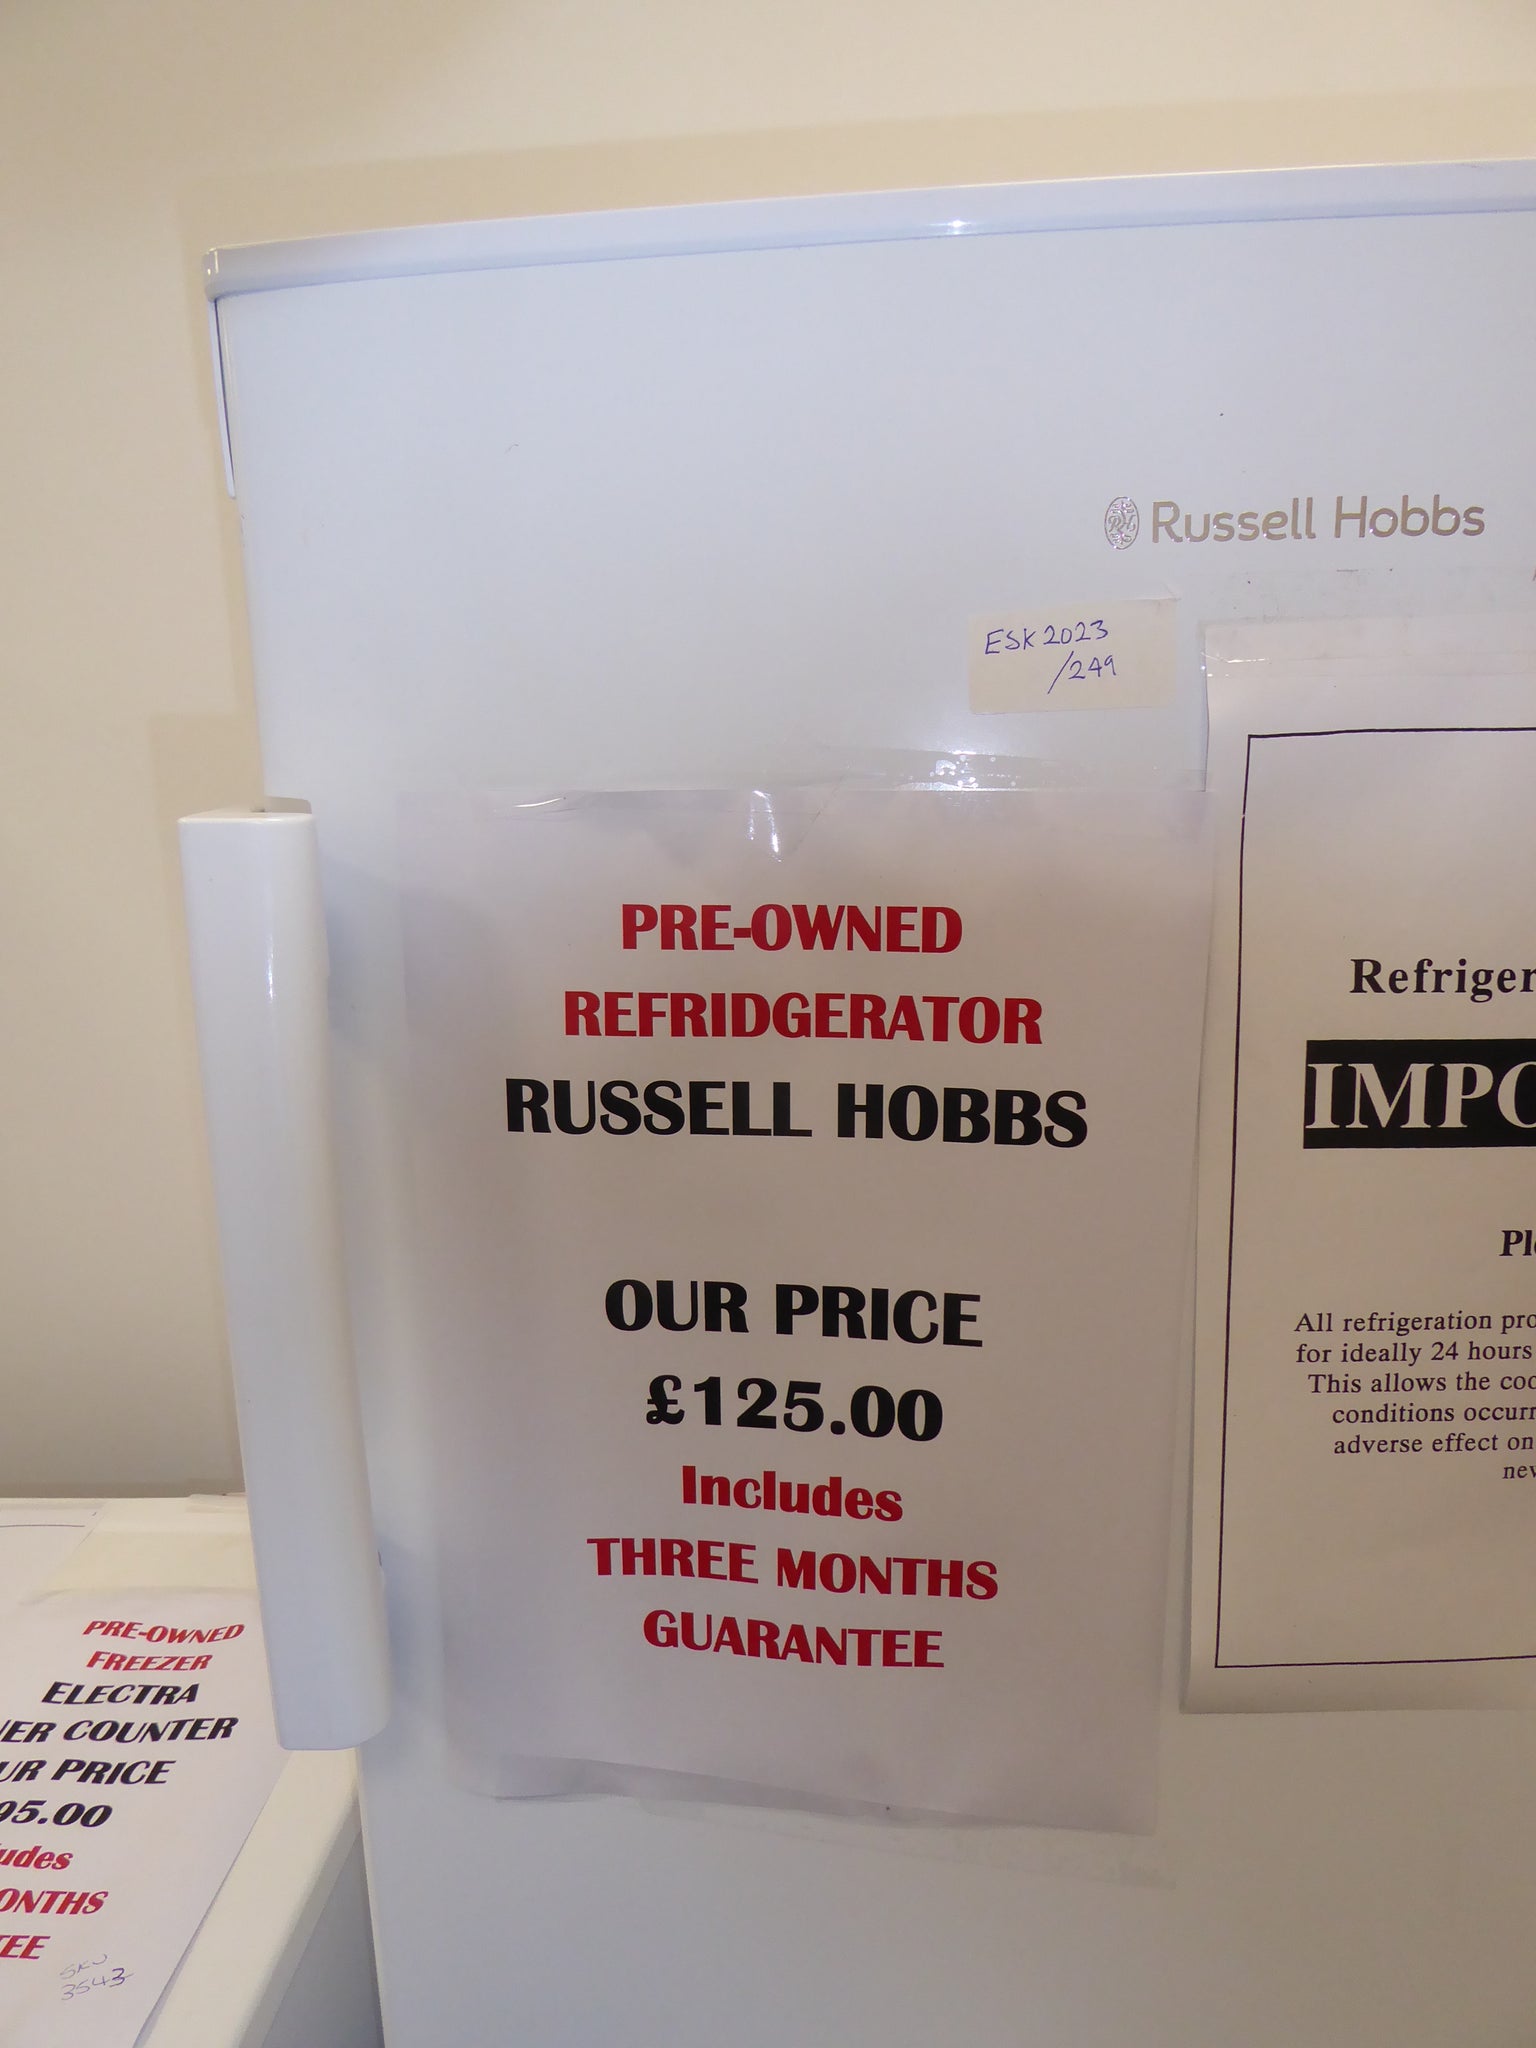 Russell Hobbs
ESK 2023
/249
PRE-OWNED
REFRIDGERATOR
RUSSELL HOBBS
OUR PRICE
£125.00
Includes
THREE MONTHS
GUARANTEE
Refriger
IMPO
Pl
All refrigeration pro
for ideally 24 hours
This allows the coo
conditions occurr
adverse effect on
new
PRE-OWNED
FREEZER
ELECTRA
ER COUNTER
UR PRICE
95.00
udes
ONTHS
TEE
SKU
3543